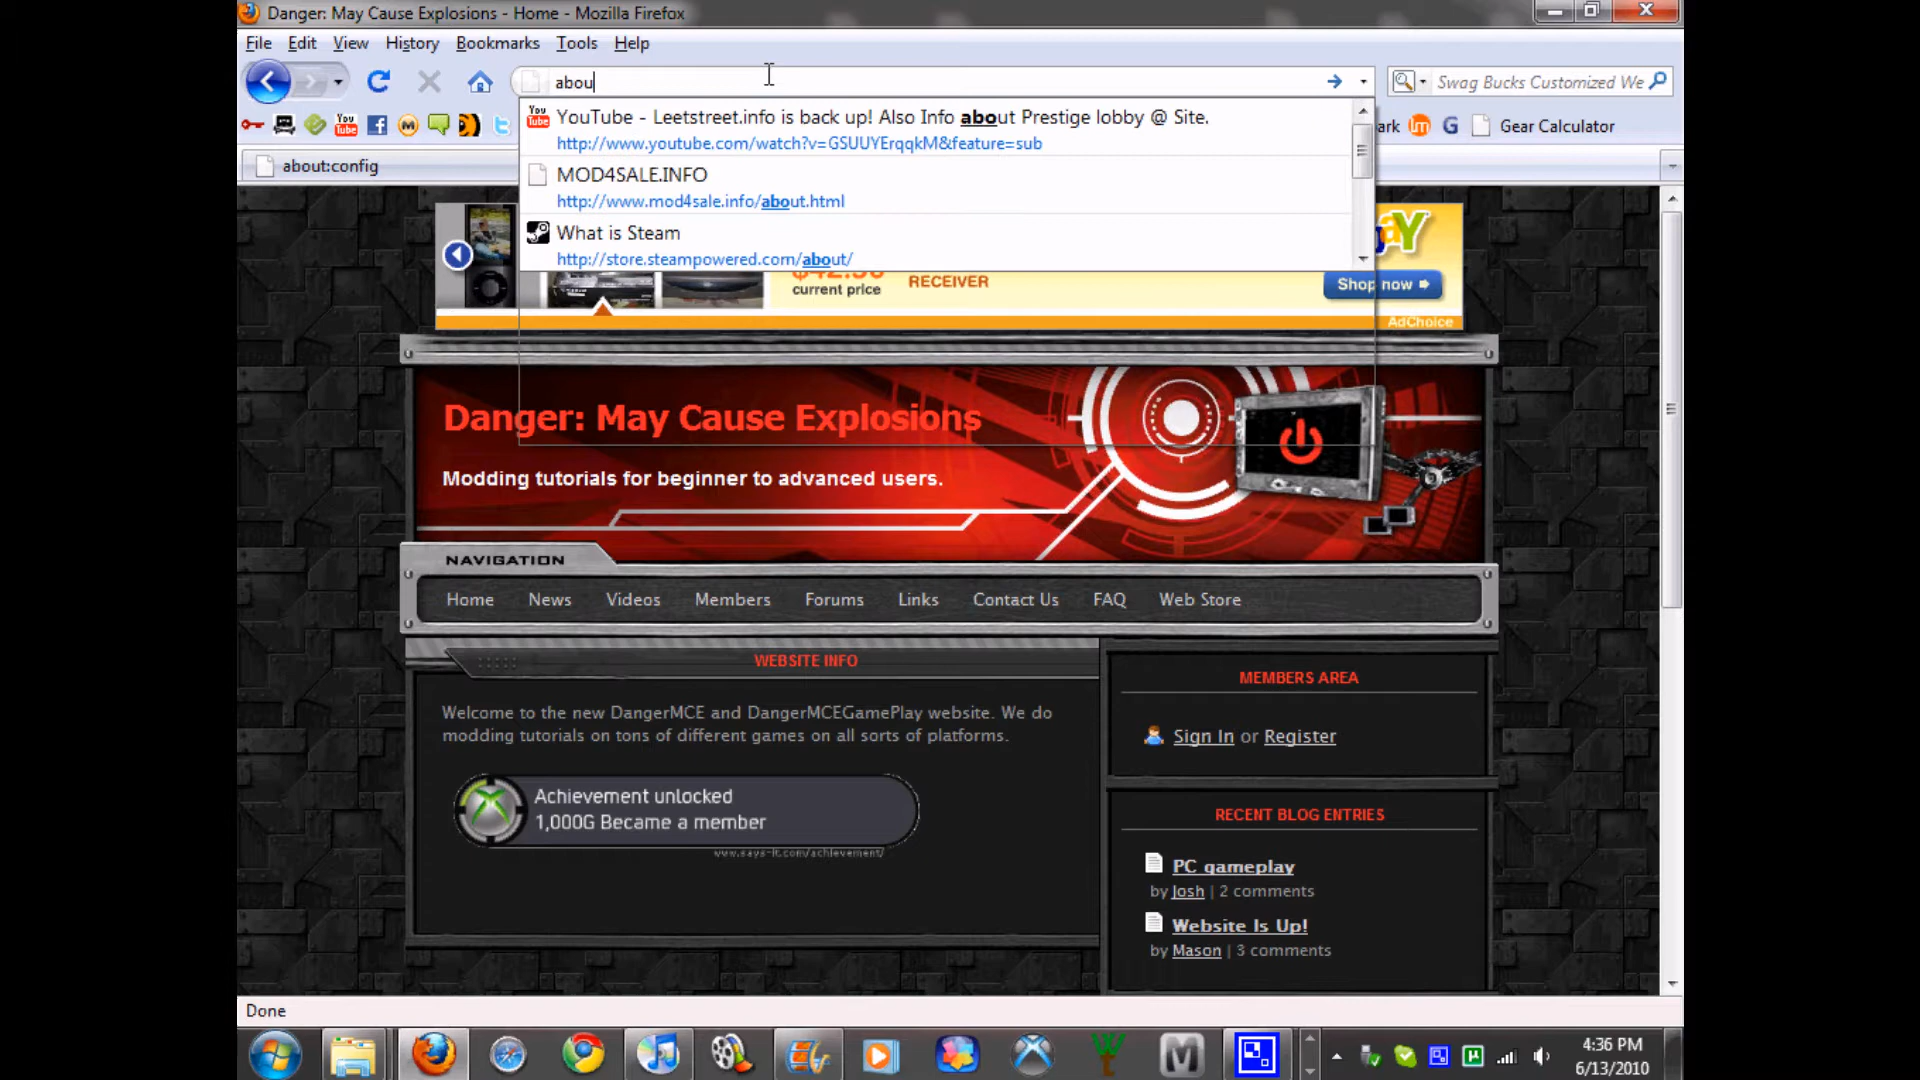 Danger: May Cause Explosions - Home - Mozilla Firefox
File Edit View History Bookmarks Tools Help
abou
Swag Bucks Customized We
YouTube - Leetstreet.info is back up! Also Info about Prestige lobby @ Site.
http://www.youtube.com/watch?v=GSUUYErqqkM&feature=sub
ark
G
Gear Calculator
about:config
MOD4SALE.INFO
http://www.mod4sale.info/about.html
What is Steam
http://store.steampowered.com/about/
current price
RECEIVER
Shop now
AdChoice
Danger: May Cause Explosions
Modding tutorials for beginner to advanced users.
NAVIGATION
Home News Videos Members Forums Links Contact Us FAQ Web Store
WEBSITE INFO
Welcome to the new DangerMCE and DangerMCEGamePlay website. We do
modding tutorials on tons of different games on all sorts of platforms.
Achievement unlocked
1,000G Became a member
www.says-it.com/achievement/
MEMBERS AREA
Sign In or Register
RECENT BLOG ENTRIES
PC gameplay
by Josh | 2 comments
Website Is Up!
by Mason | 3 comments
Done
4:36 PM
6/13/2010